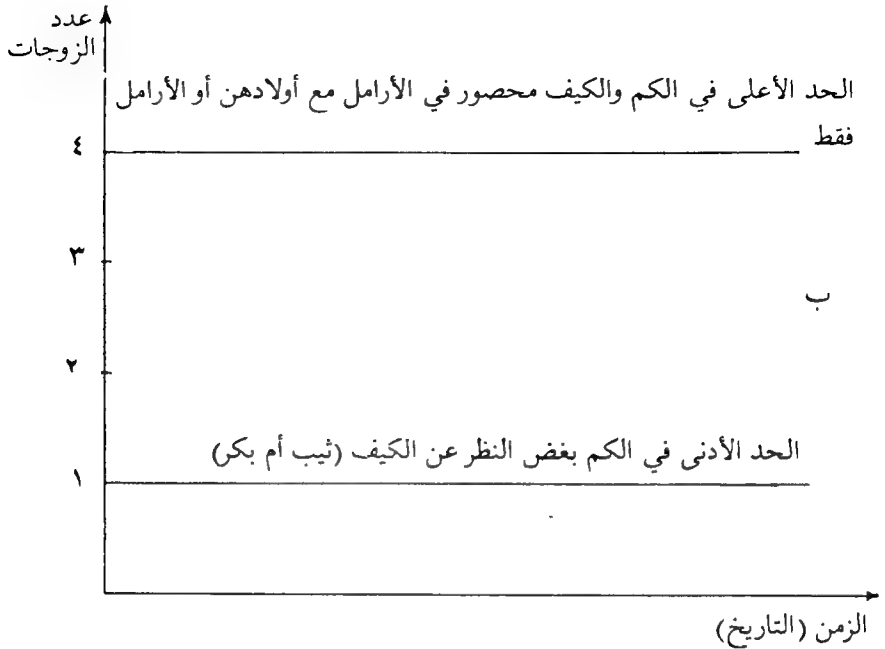 عدد
الزوجات
الحد الأعلى في الكم والكيف محصور في الأرامل مع أولادهن أو الأرامل
فقط
٤
٣
ب
٢
الحد الأدنى في الكم بغض النظر عن الكيف (ثيب أم بكر)
١
الزمن (التاريخ)